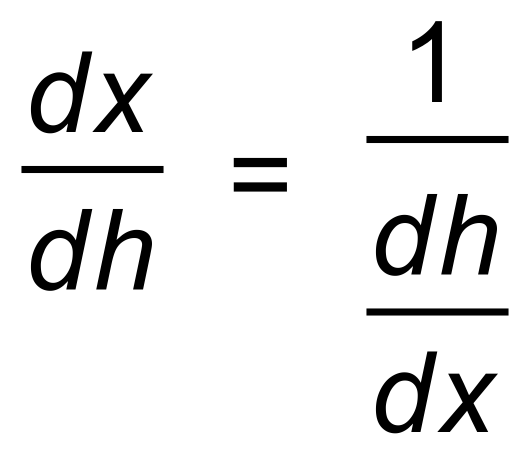 dx/dh = 1/(dh/dx)